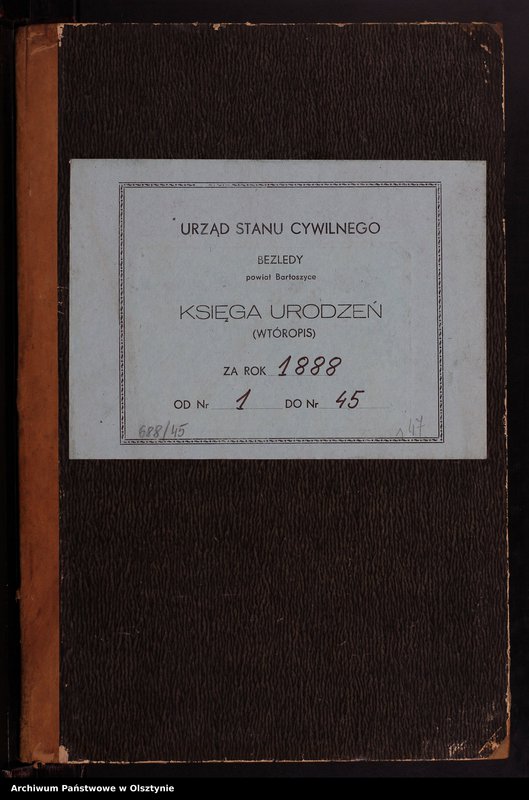 URZĄD STANU CYWILNEGO
BEZLEDY
powiat Bartoszyce
KSIĘGA URODZEŃ
(WTÓROPIS)
ZA ROK 1888
OD Nr 1 DO Nr 45
688/45
47
Archiwum Państwowe w Olsztynie